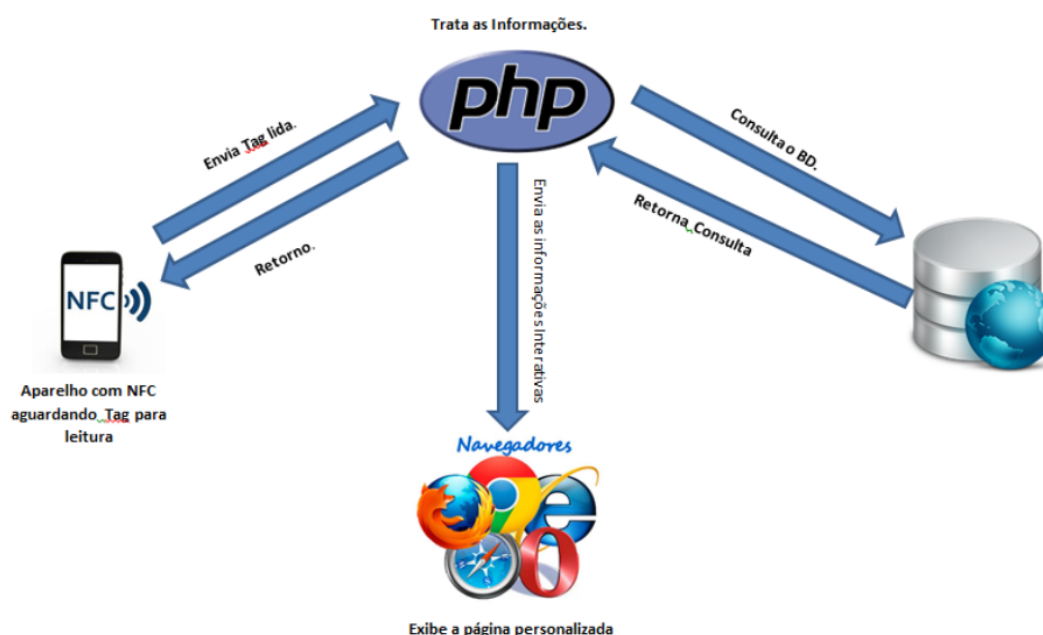 Trata as Informações.
php
Envia Tag lida.
Retorno.
Consulta o BD.
Retorna Consulta
Envia as informações Interativas
NFC
Aparelho com NFC
aguardando Tag para
leitura
Navegadores
Exibe a página personalizada